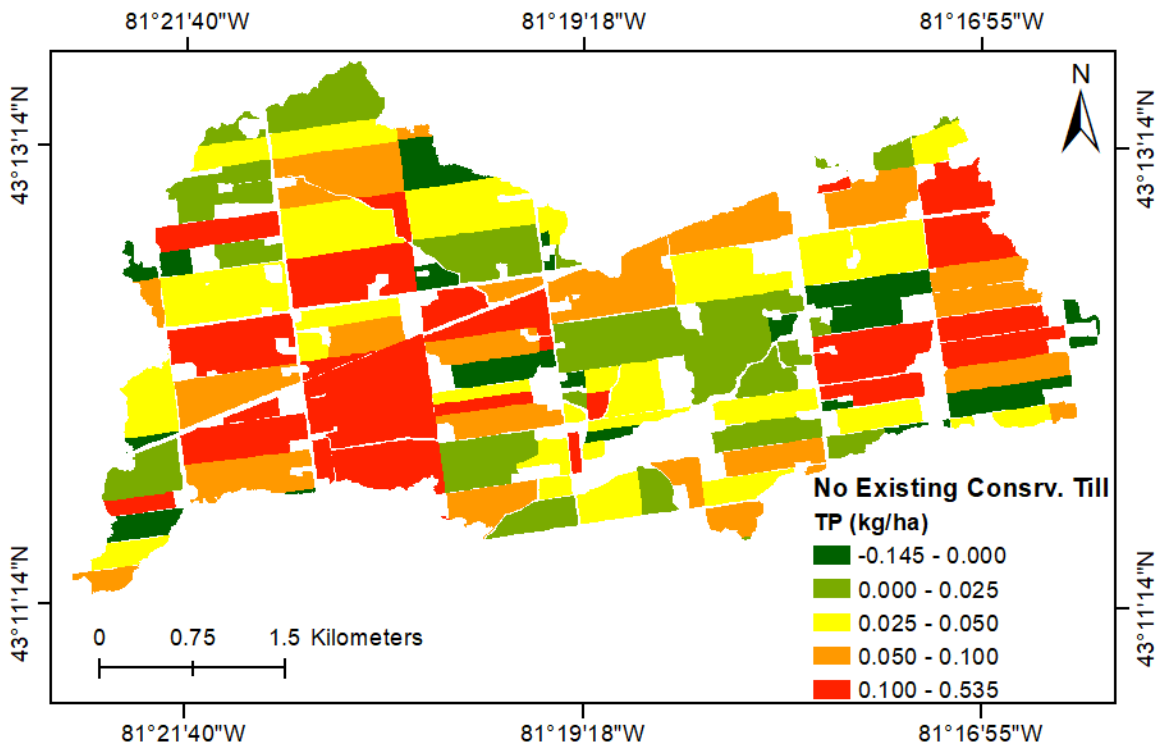 81°21'40"W 81°19'18"W 81°16'55"W
N
43°13'14"N 43°13'14"N
No Existing Consrv. Till
TP (kg/ha)
-0.145 - 0.000
0.000 - 0.025
0.025 - 0.050
0.050 - 0.100
0.100 - 0.535
43°11'14"N 43°11'14"N
0 0.75 1.5 Kilometers
81°21'40"W 81°19'18"W 81°16'55"W